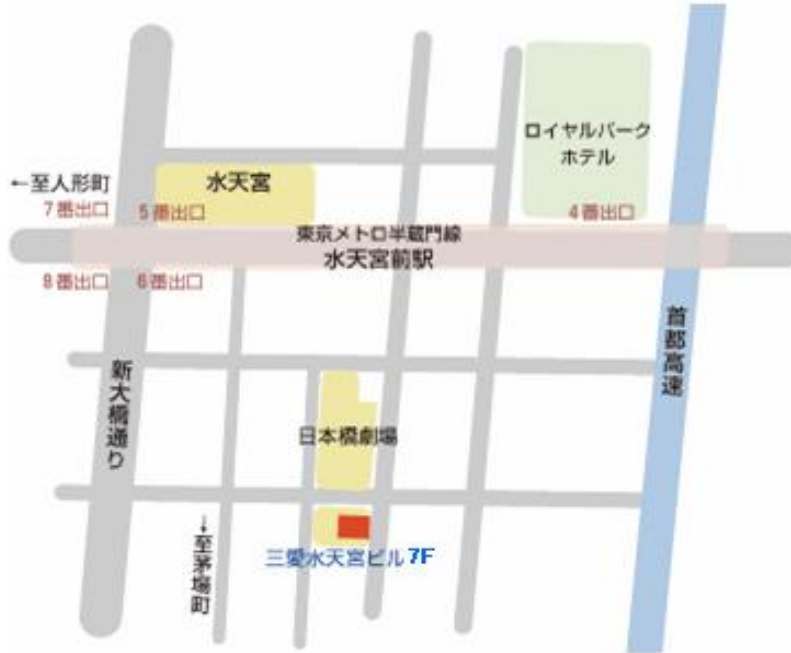 ロイヤルパーク
ホテル
水天宮
←至人形町
7番出口
5番出口
4番出口
東京メトロ半蔵門線
水天宮前駅
8番出口
6番出口
首都高速
新大橋通り
日本橋劇場
←至茅場町
三愛水天宮ビル 7F